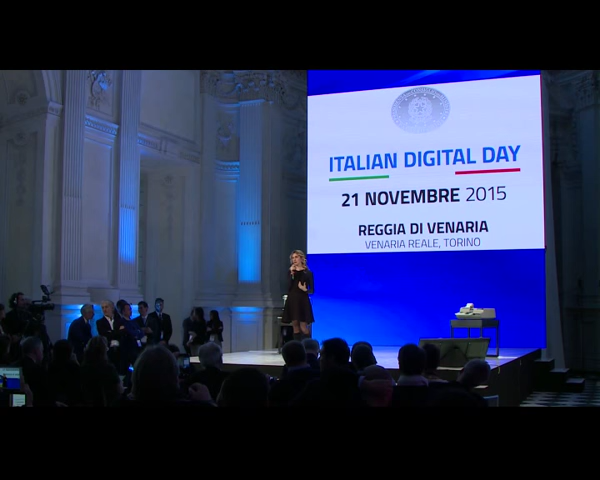 ITALIAN DIGITAL DAY
21 NOVEMBRE 2015
REGGIA DI VENARIA
VENARIA REALE, TORINO